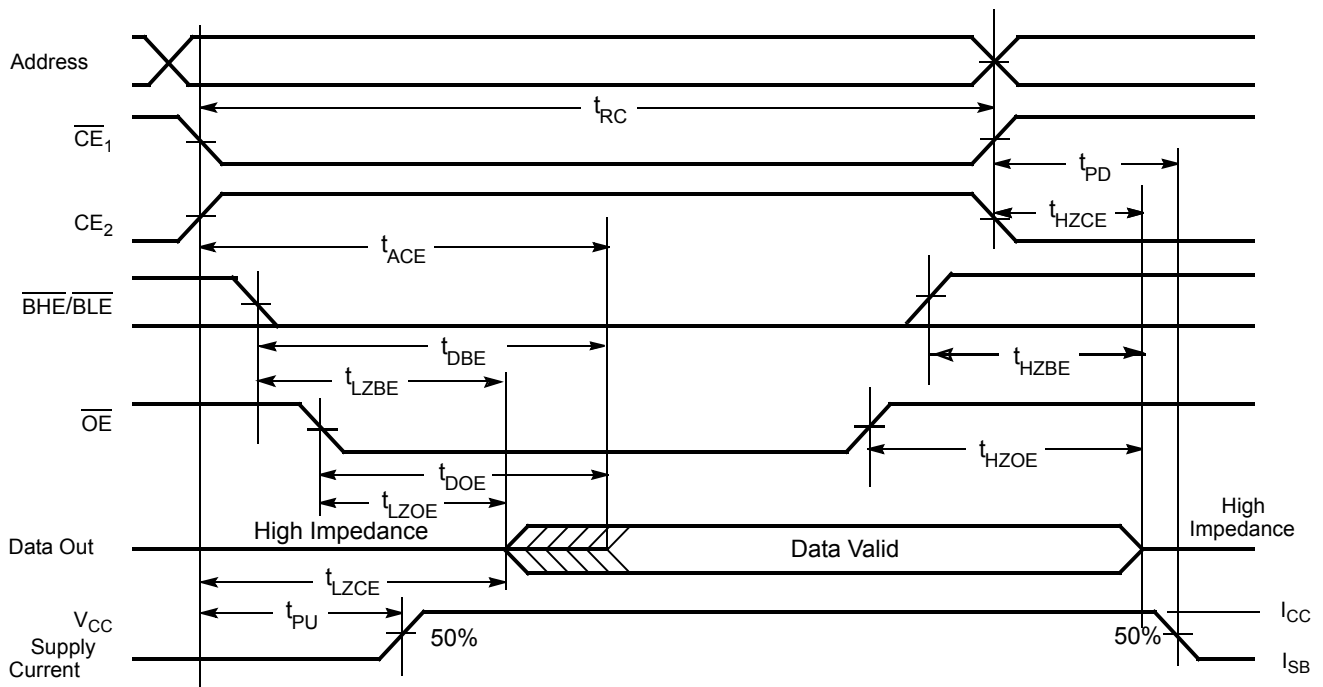 Address
tRC
CE1
tPD
CE2
tHZCE
tACE
BHE/BLE
tDBE
tHZBE
tLZBE
OE
tHZOE
tDOE
tLZOE
High Impedance
High
Impedance
Data Out
Data Valid
tLZCE
VCC
Supply
Current
tPU
50%
50%
ICC
ISB